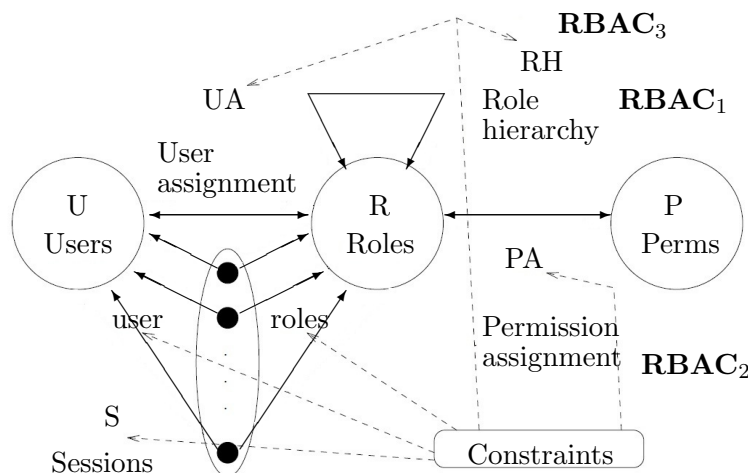 RBAC₃
RH
UA
Role
hierarchy
RBAC₁
User
assignment
U
Users
R
Roles
P
Perms
PA
user
roles
Permission
assignment
RBAC₂
S
Sessions
Constraints